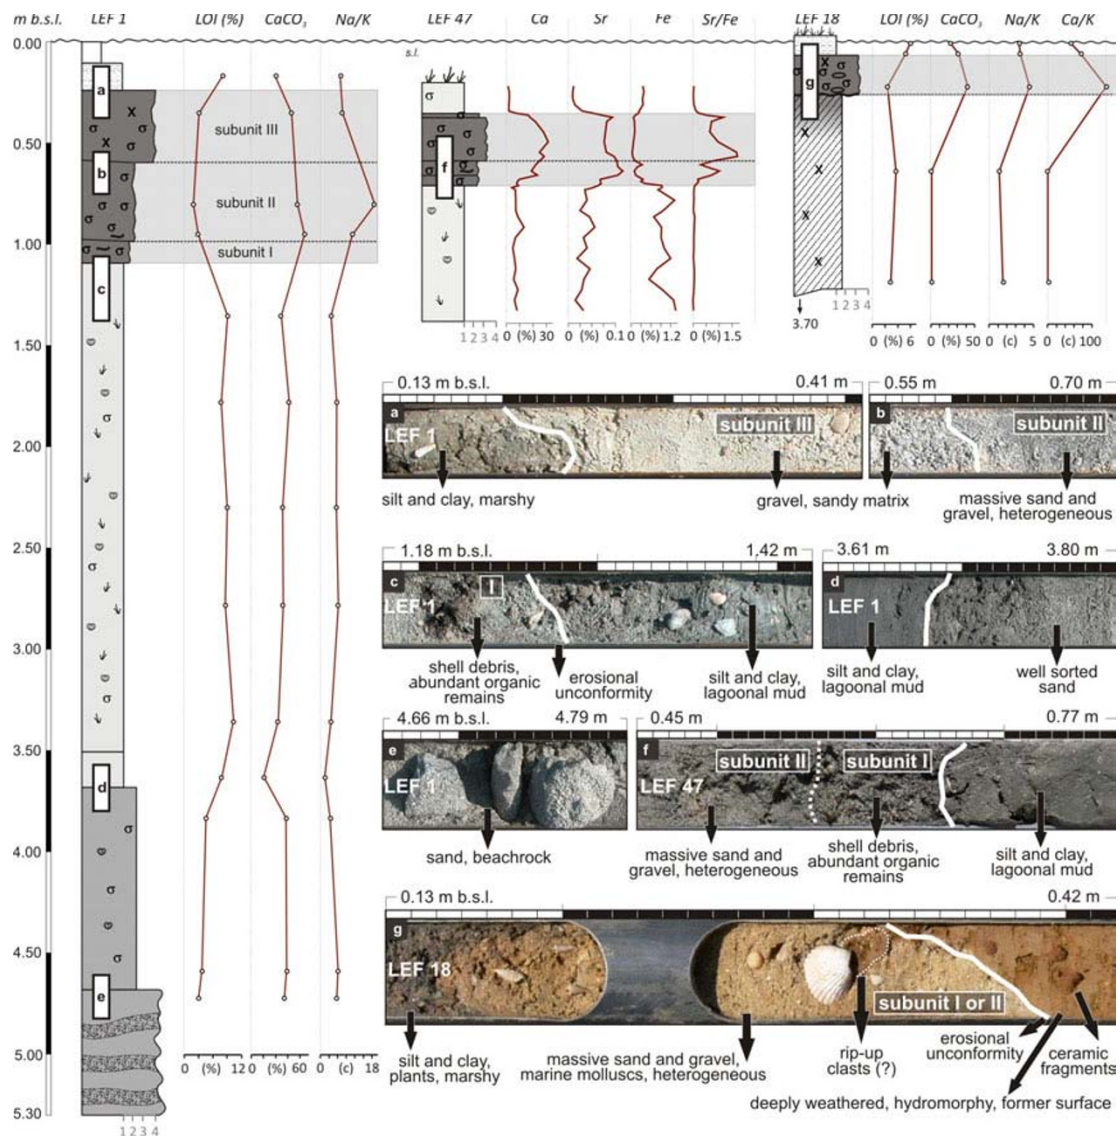 m b.s.l. LEF 1 LOI (%) CaCO₃ Na/K LEF 47 Ca Sr Fe Sr/Fe LEF 18 LOI (%) CaCO₃ Na/K Ca/K
0.00
s.l.
a
g
subunit III
0.50
b
f
subunit II
1.00
subunit I
c
1 2 3 4
1 2 3 4
3.70
0 (%) 30 0 (%) 0.1 0 (%) 1.2 0 (%) 1.5
0 (%) 6 0 (%) 50 0 (c) 5 0 (c) 100
1.50
0.13 m b.s.l. 0.41 m
0.55 m 0.70 m
a
LEF 1
subunit III
b
subunit II
2.00
silt and clay, marshy
gravel, sandy matrix
massive sand and
gravel, heterogeneous
2.50
1.18 m b.s.l. 1.42 m
3.61 m 3.80 m
c
I
LEF 1
d
LEF 1
3.00
shell debris,
abundant organic
remains
erosional
unconformity
silt and clay,
lagoonal mud
silt and clay,
lagoonal mud
well sorted
sand
3.50
4.66 m b.s.l. 4.79 m
0.45 m 0.77 m
d
e
LEF 1
f
subunit II
subunit I
LEF 47
4.00
sand, beachrock
massive sand and
gravel, heterogeneous
shell debris,
abundant organic
remains
silt and clay,
lagoonal mud
0.13 m b.s.l. 0.42 m
4.50
g
LEF 18
e
subunit I or II
5.00
0 (%) 12 0 (%) 60 0 (c) 18
silt and clay,
plants, marshy
massive sand and gravel,
marine molluscs, heterogeneous
rip-up
clasts (?)
erosional
unconformity
ceramic
fragments
deeply weathered, hydromorphy, former surface
5.30
1 2 3 4